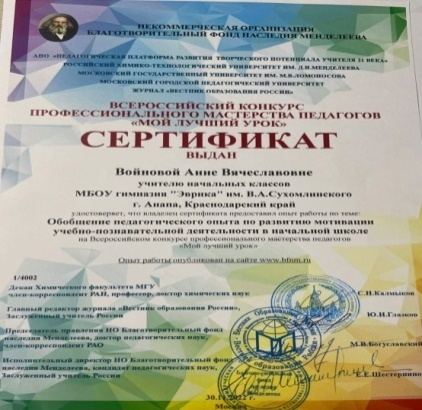 НЕКОММЕРЧЕСКАЯ ОРГАНИЗАЦИЯ
БЛАГОТВОРИТЕЛЬНЫЙ ФОНД НАСЛЕДИЯ МЕНДЕЛЕЕВА
АНО «ПЕДАГОГИЧЕСКАЯ ПЛАТФОРМА РАЗВИТИЯ ТВОРЧЕСКОГО ПОТЕНЦИАЛА УЧИТЕЛЯ 21 ВЕКА»
РОССИЙСКИЙ ХИМИКО-ТЕХНОЛОГИЧЕСКИЙ УНИВЕРСИТЕТ ИМ. Д.И.МЕНДЕЛЕЕВА
МОСКОВСКИЙ ГОСУДАРСТВЕННЫЙ УНИВЕРСИТЕТ ИМ. М.В.ЛОМОНОСОВА
МОСКОВСКИЙ ГОРОДСКОЙ ПЕДАГОГИЧЕСКИЙ УНИВЕРСИТЕТ
ЖУРНАЛ «ВЕСТНИК ОБРАЗОВАНИЯ РОССИИ»
ВСЕРОССИЙСКИЙ КОНКУРС
ПРОФЕССИОНАЛЬНОГО МАСТЕРСТВА ПЕДАГОГОВ
«МОЙ ЛУЧШИЙ УРОК»
СЕРТИФИКАТ
ВЫДАН
Войновой Анне Вячеславовне
учителю начальных классов
МБОУ гимназия "Эврика" им. В.А.Сухомлинского
г. Анапа, Краснодарский край
удостоверяет, что владелец сертификата предоставил опыт работы по теме:
Обобщение педагогического опыта по развитию мотивации
учебно-познавательной деятельности в начальной школе
на Всероссийском конкурсе профессионального мастерства педагогов
«Мой лучший урок»
Опыт работы опубликован на сайте www.bfnm.ru
1/4002
Декан Химического факультета МГУ
член-корреспондент РАН, профессор, доктор химических наук С.Н.Калмыков
Главный редактор журнала «Вестник образования России»,
Заслуженный учитель России Ю.И.Глазков
Председатель правления НО Благотворительный фонд
наследия Менделеева, доктор педагогических наук,
член-корреспондент РАО М.В.Богуславский
Исполнительный директор НО Благотворительный фонд
наследия Менделеева, кандидат педагогических наук,
Заслуженный учитель России Е.Е.Шестернинов
30.11.2022 г.
Москва